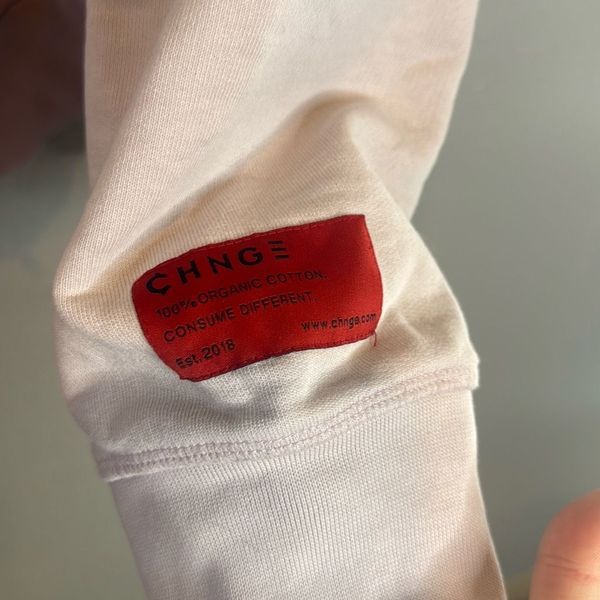 CHNGE
100% ORGANIC COTTON.
CONSUME DIFFERENT.
Est. 2018
www.chnge.com